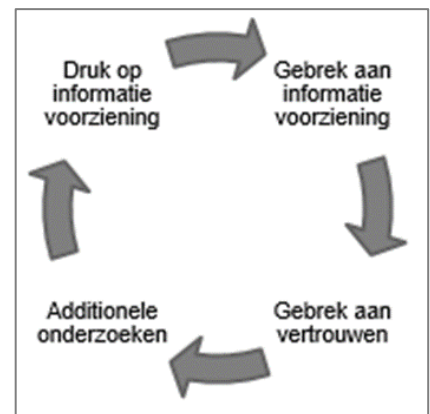 Druk op
informatie
voorziening
Gebrek aan
informatie
voorziening
Gebrek aan
vertrouwen
Additionele
onderzoeken